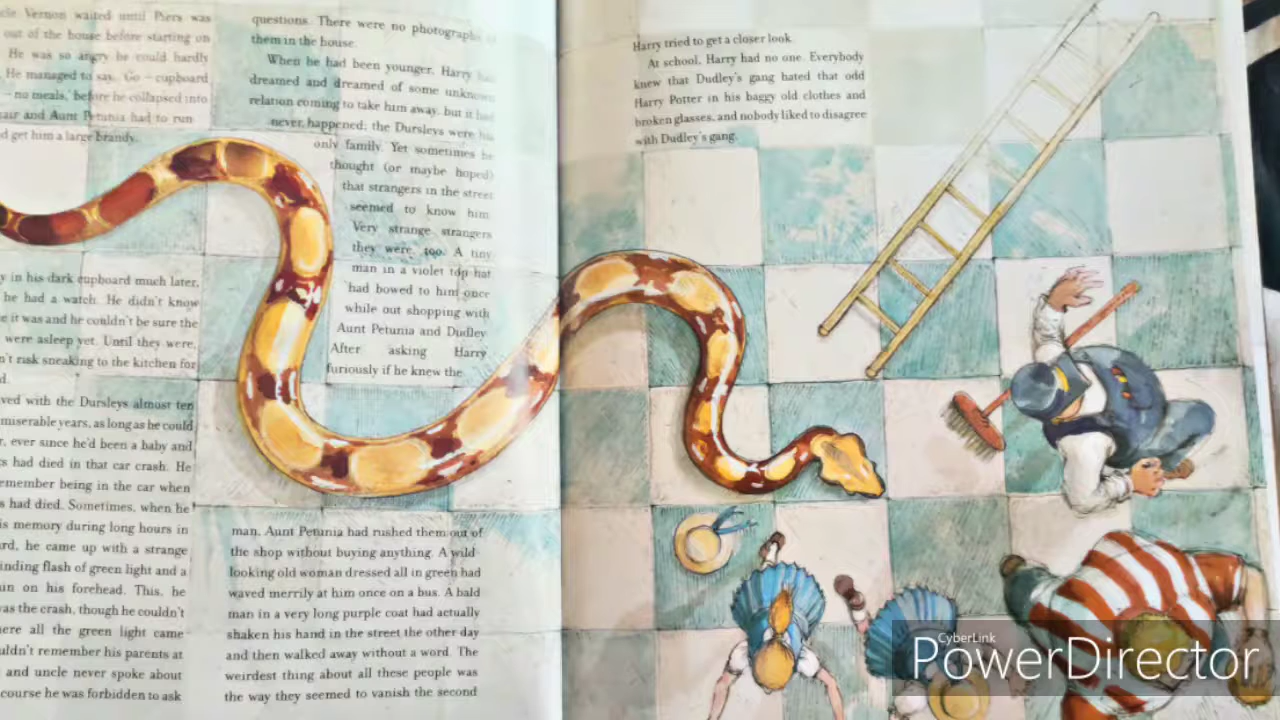 cle Vernon waited until Piers was
out of the house before starting on
He was so angry he could hardly
He managed to say, 'Go – cupboard
– no meals,' before he collapsed into
air and Aunt Petunia had to run
d get him a large brandy.
y in his dark cupboard much later,
he had a watch. He didn't know
e it was and he couldn't be sure the
were asleep yet. Until they were,
n't risk sneaking to the kitchen for
d.
ved with the Dursleys almost ten
miserable years, as long as he could
r, ever since he'd been a baby and
s had died in that car crash. He
emember being in the car when
s had died. Sometimes, when he
is memory during long hours in
rd, he came up with a strange
inding flash of green light and a
n on his forehead. This, he
as the crash, though he couldn't
ere all the green light came
uldn't remember his parents at
and uncle never spoke about
course he was forbidden to ask
questions. There were no photographs
them in the house.
When he had been younger, Harry had
dreamed and dreamed of some unknown
relation coming to take him away, but it had
never happened; the Dursleys were his
only family. Yet sometimes he
thought (or maybe hoped)
that strangers in the street
seemed to know him.
Very strange strangers
they were, too. A tiny
man in a violet top hat
had bowed to him once
while out shopping with
Aunt Petunia and Dudley.
After asking Harry
furiously if he knew the
man, Aunt Petunia had rushed them out of
the shop without buying anything. A wild-
looking old woman dressed all in green had
waved merrily at him once on a bus. A bald
man in a very long purple coat had actually
shaken his hand in the street the other day
and then walked away without a word. The
weirdest thing about all these people was
the way they seemed to vanish the second
Harry tried to get a closer look.
At school, Harry had no one. Everybody
knew that Dudley's gang hated that odd
Harry Potter in his baggy old clothes and
broken glasses, and nobody liked to disagree
with Dudley's gang.
CyberLink
PowerDirector